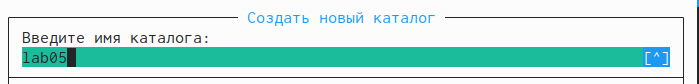 Создать новый каталог
Введите имя каталога:
lab05 [^]